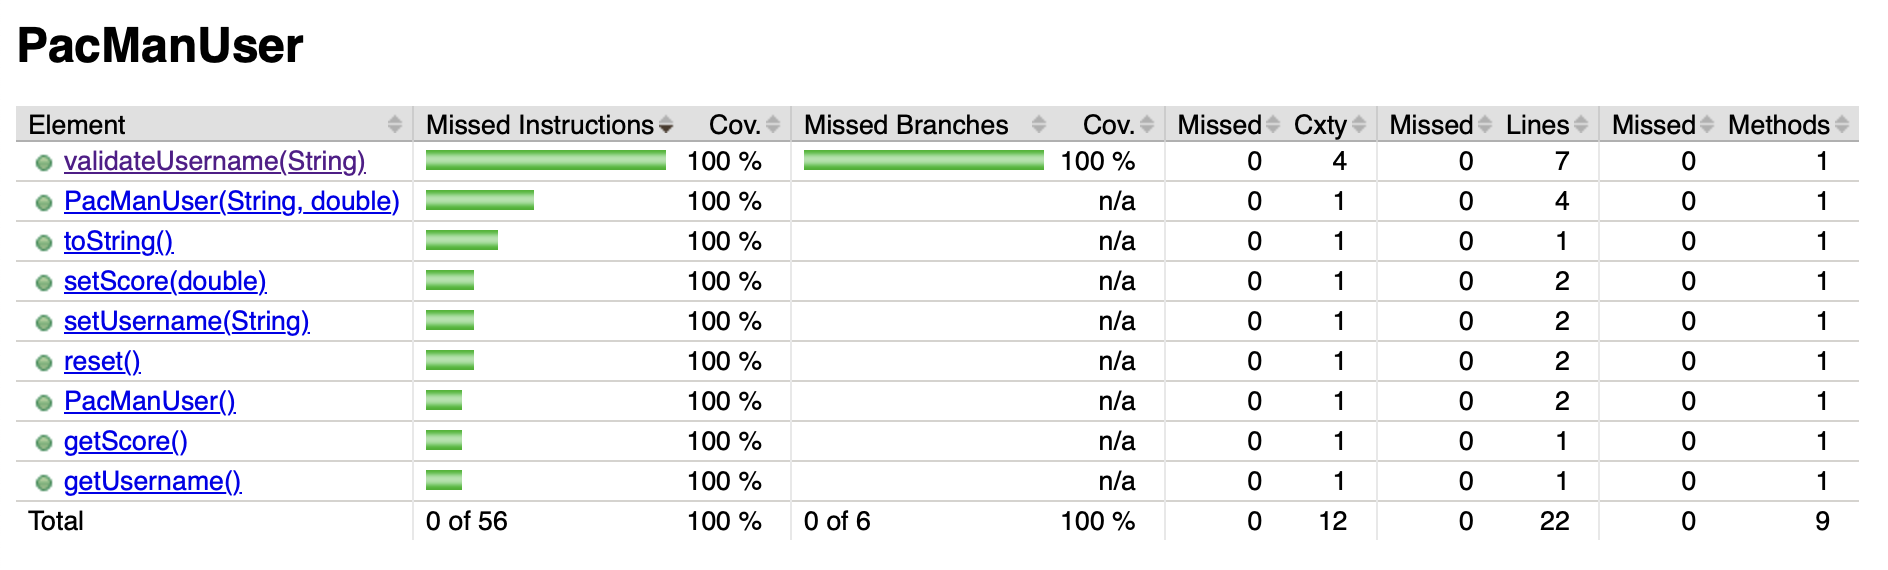 PacManUser
Element Missed Instructions Cov. Missed Branches Cov. Missed Cxty Missed Lines Missed Methods
validateUsername(String) 100 % 100 % 0 4 0 7 0 1
PacManUser(String, double) 100 % n/a 0 1 0 4 0 1
toString() 100 % n/a 0 1 0 1 0 1
setScore(double) 100 % n/a 0 1 0 2 0 1
setUsername(String) 100 % n/a 0 1 0 2 0 1
reset() 100 % n/a 0 1 0 2 0 1
PacManUser() 100 % n/a 0 1 0 2 0 1
getScore() 100 % n/a 0 1 0 1 0 1
getUsername() 100 % n/a 0 1 0 1 0 1
Total 0 of 56 100 % 0 of 6 100 % 0 12 0 22 0 9